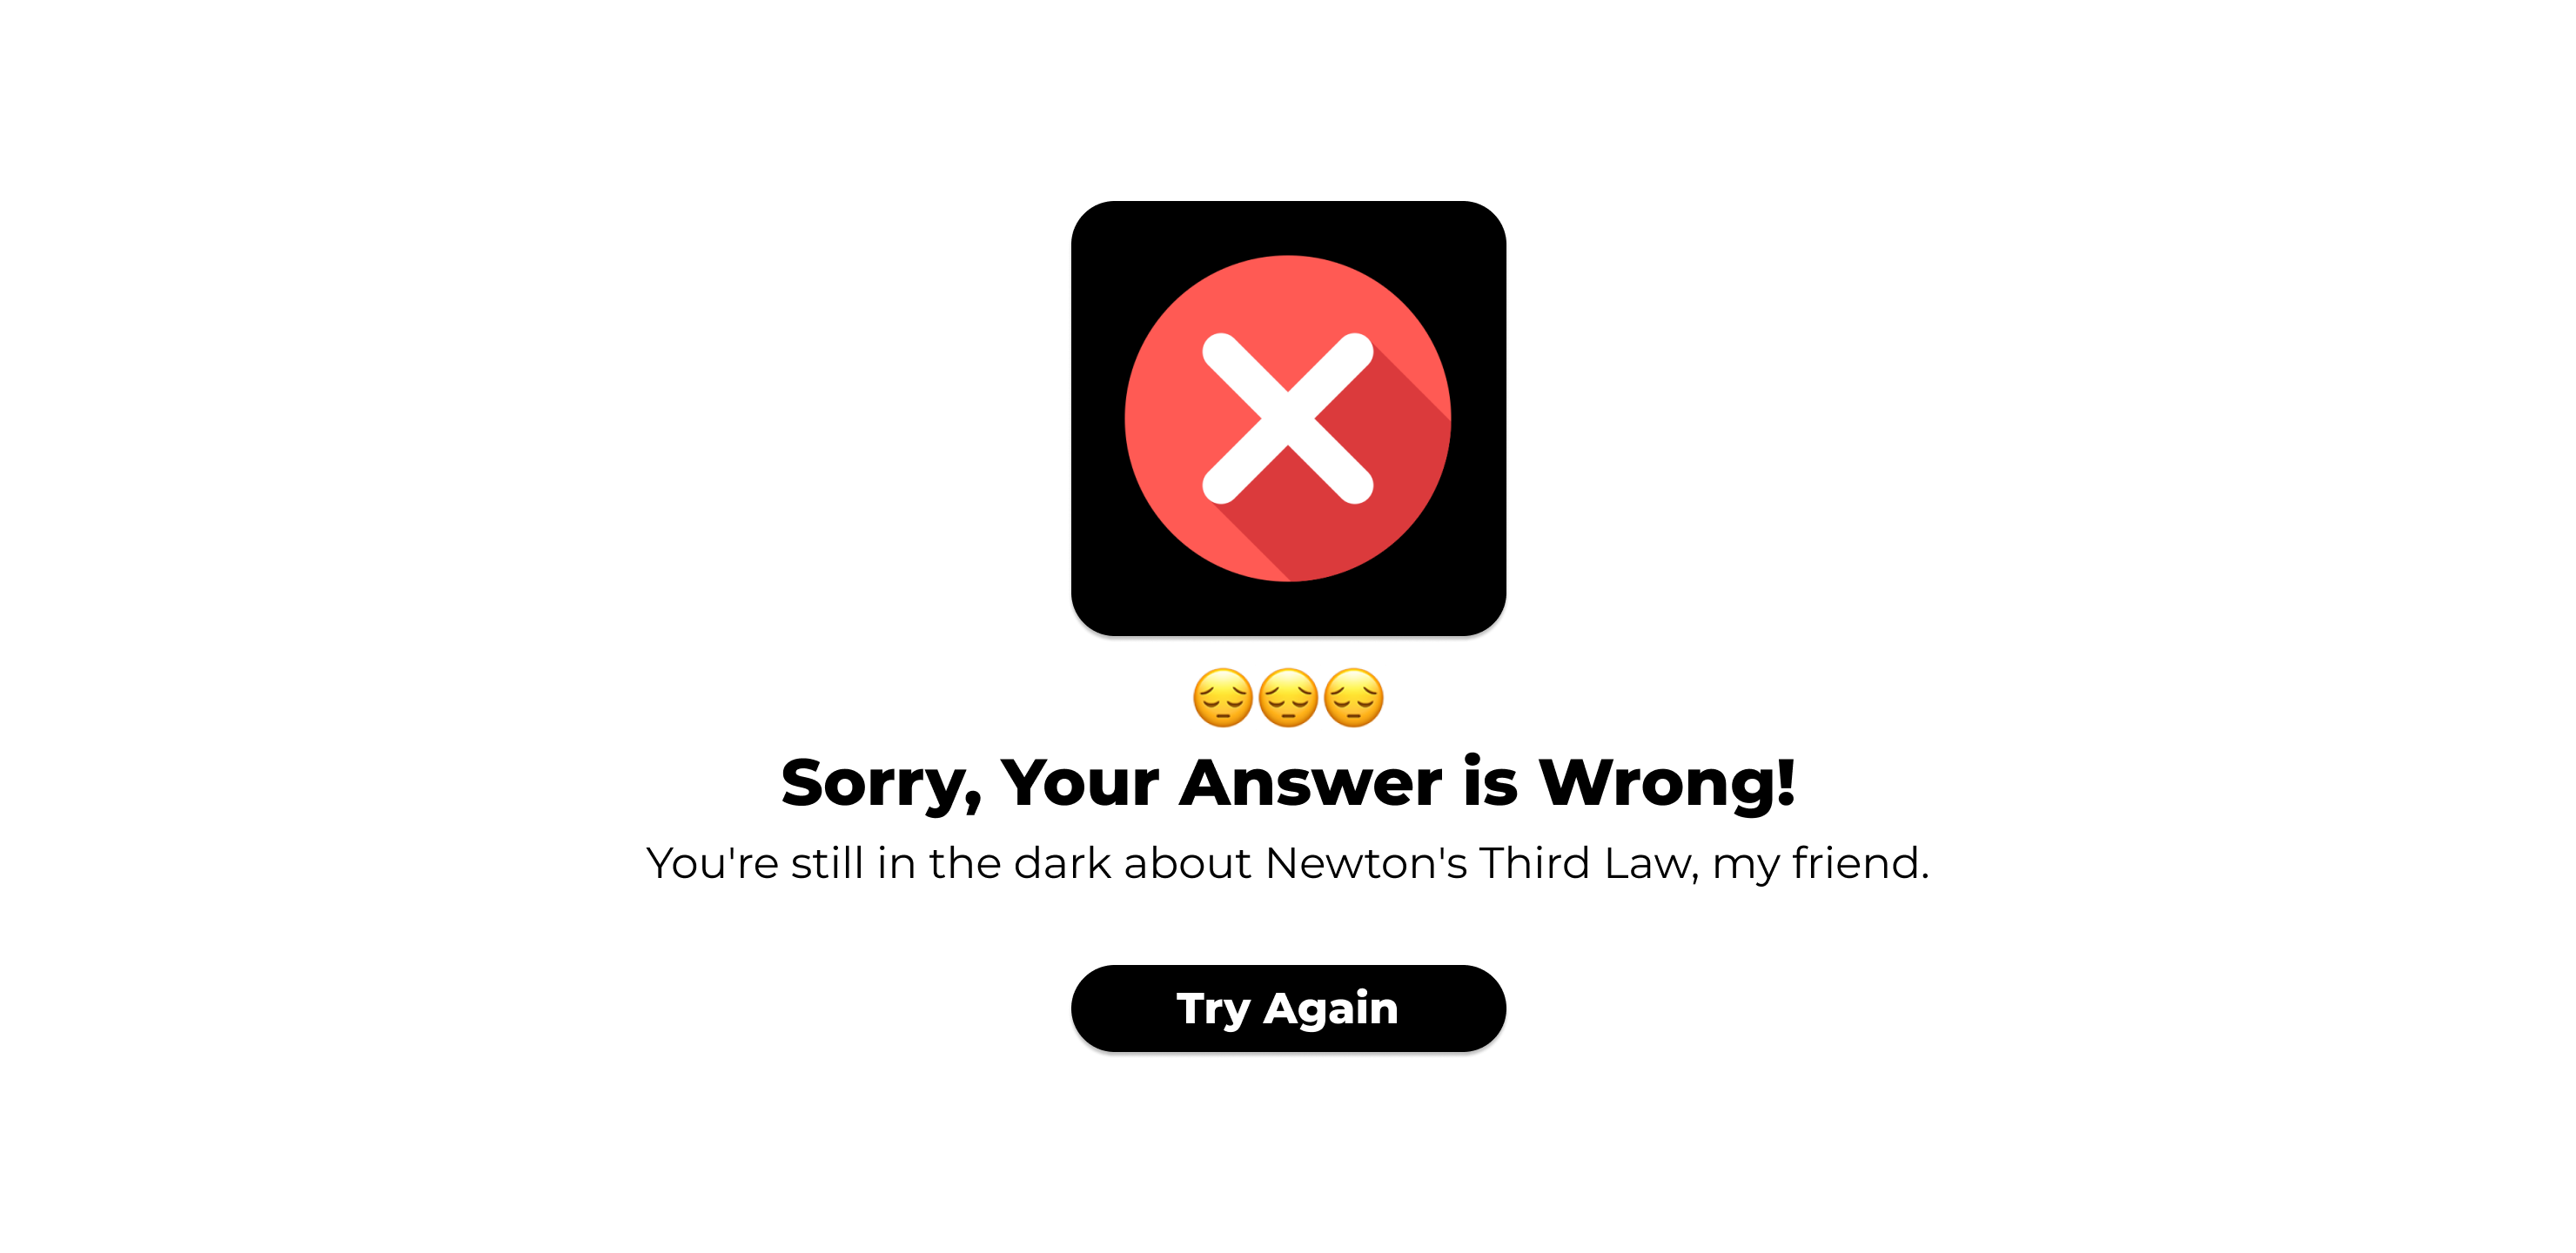 😔😔😔
Sorry, Your Answer is Wrong!
You're still in the dark about Newton's Third Law, my friend.
Try Again